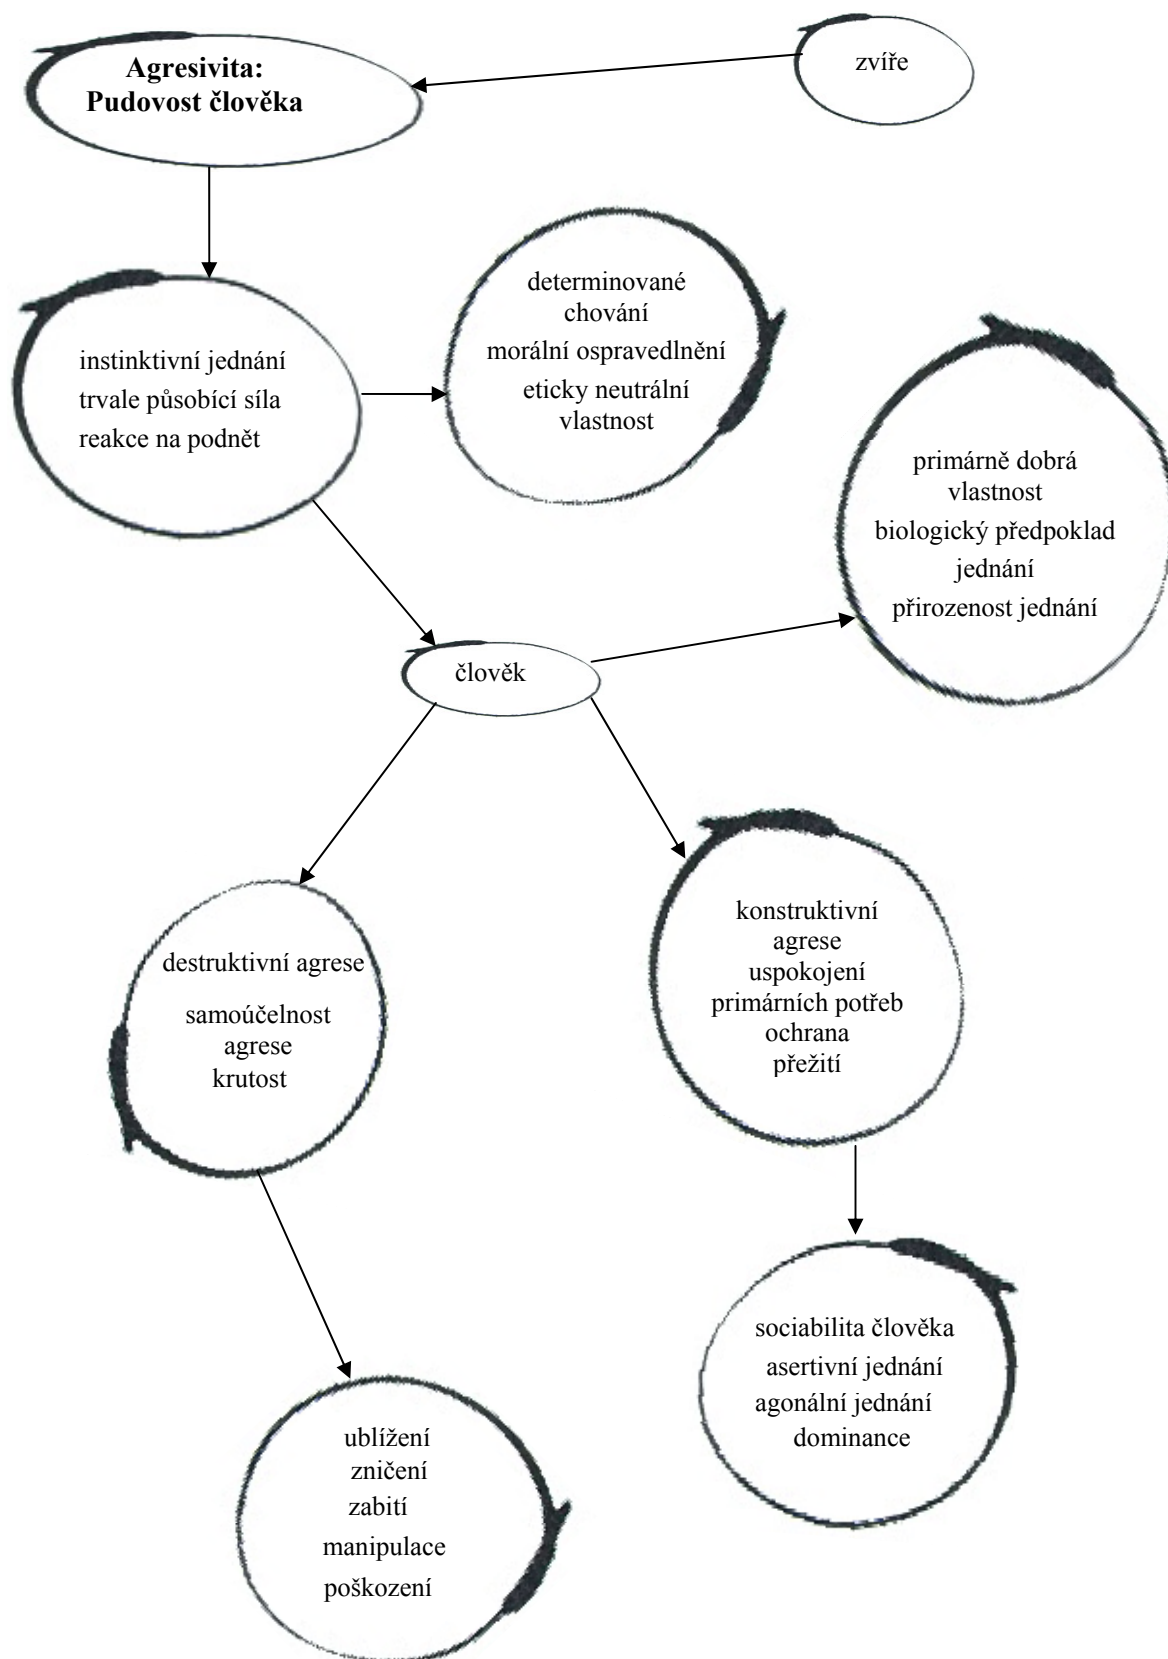 Agresivita:
Pudovost člověka
zvíře
instinktivní jednání
trvale působící síla
reakce na podnět
determinované
chování
morální ospravedlnění
eticky neutrální
vlastnost
primárně dobrá
vlastnost
biologický předpoklad
jednání
přirozenost jednání
člověk
destruktivní agrese
samoúčelnost
agrese
krutost
konstruktivní
agrese
uspokojení
primárních potřeb
ochrana
přežití
sociabilita člověka
asertivní jednání
agonální jednání
dominance
ublížení
zničení
zabití
manipulace
poškození